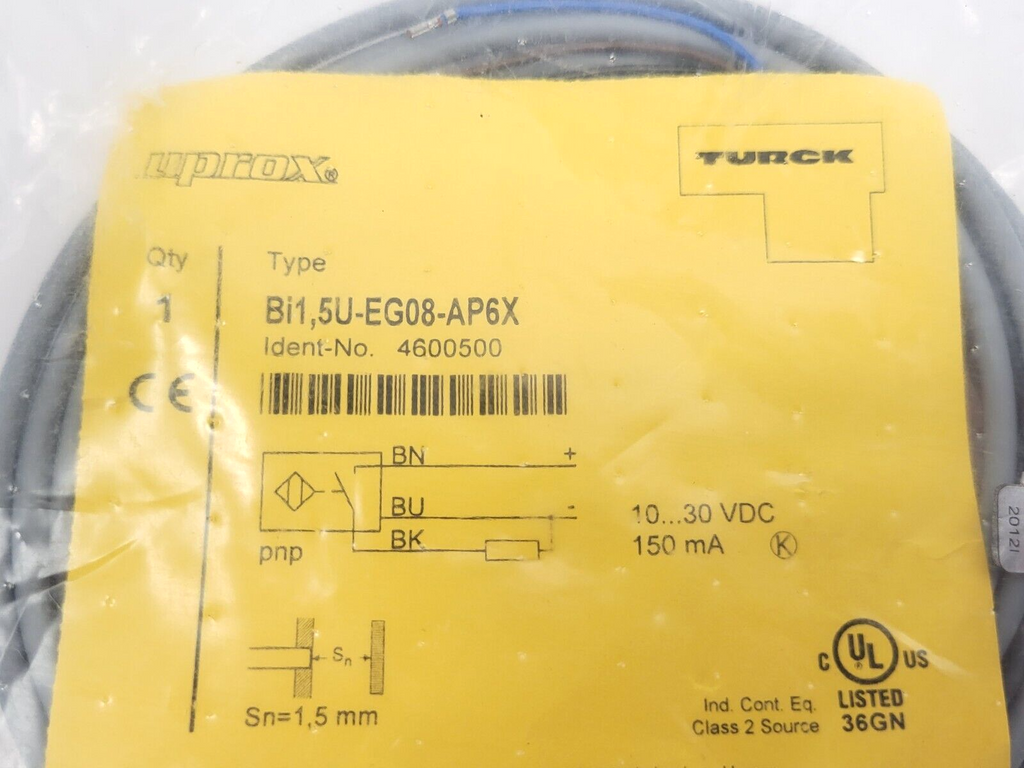 uprox®
TURCK
Qty
Type
1
Bi1,5U-EG08-AP6X
Ident-No. 4600500
CE
BN +
BU -
BK
pnp
10...30 VDC
150 mA K
Sn
Sn=1,5 mm
C UL ® US
LISTED
36GN
Ind. Cont. Eq.
Class 2 Source
2012I